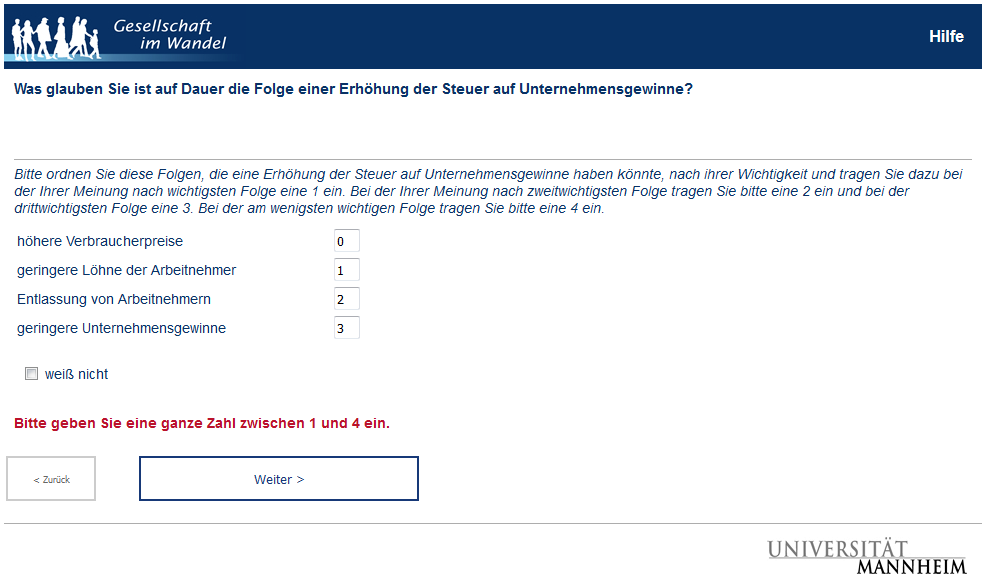 Gesellschaft
im Wandel
Hilfe
Was glauben Sie ist auf Dauer die Folge einer Erhöhung der Steuer auf Unternehmensgewinne?
Bitte ordnen Sie diese Folgen, die eine Erhöhung der Steuer auf Unternehmensgewinne haben könnte, nach ihrer Wichtigkeit und tragen Sie dazu bei
der Ihrer Meinung nach wichtigsten Folge eine 1 ein. Bei der Ihrer Meinung nach zweitwichtigsten Folge tragen Sie bitte eine 2 ein und bei der
drittwichtigsten Folge eine 3. Bei der am wenigsten wichtigen Folge tragen Sie bitte eine 4 ein.
höhere Verbraucherpreise 0
geringere Löhne der Arbeitnehmer 1
Entlassung von Arbeitnehmern 2
geringere Unternehmensgewinne 3
weiß nicht
Bitte geben Sie eine ganze Zahl zwischen 1 und 4 ein.
< Zurück Weiter >
UNIVERSITÄT
MANNHEIM